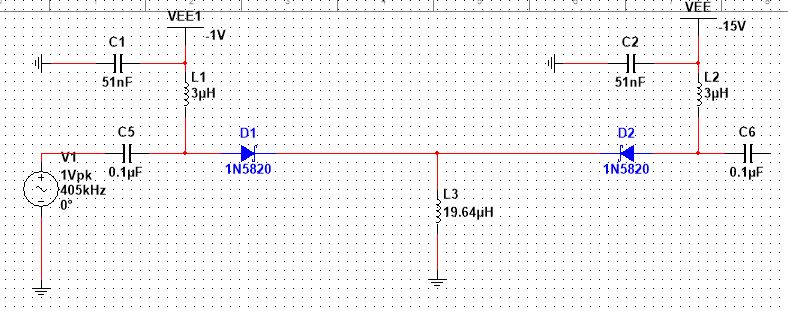 VEE1
-1V
VEE
-15V
C1
51nF
C2
51nF
L1
3µH
L2
3µH
C5
0.1µF
D1
1N5820
D2
1N5820
C6
0.1µF
V1
1Vpk
405kHz
0°
L3
19.64µH